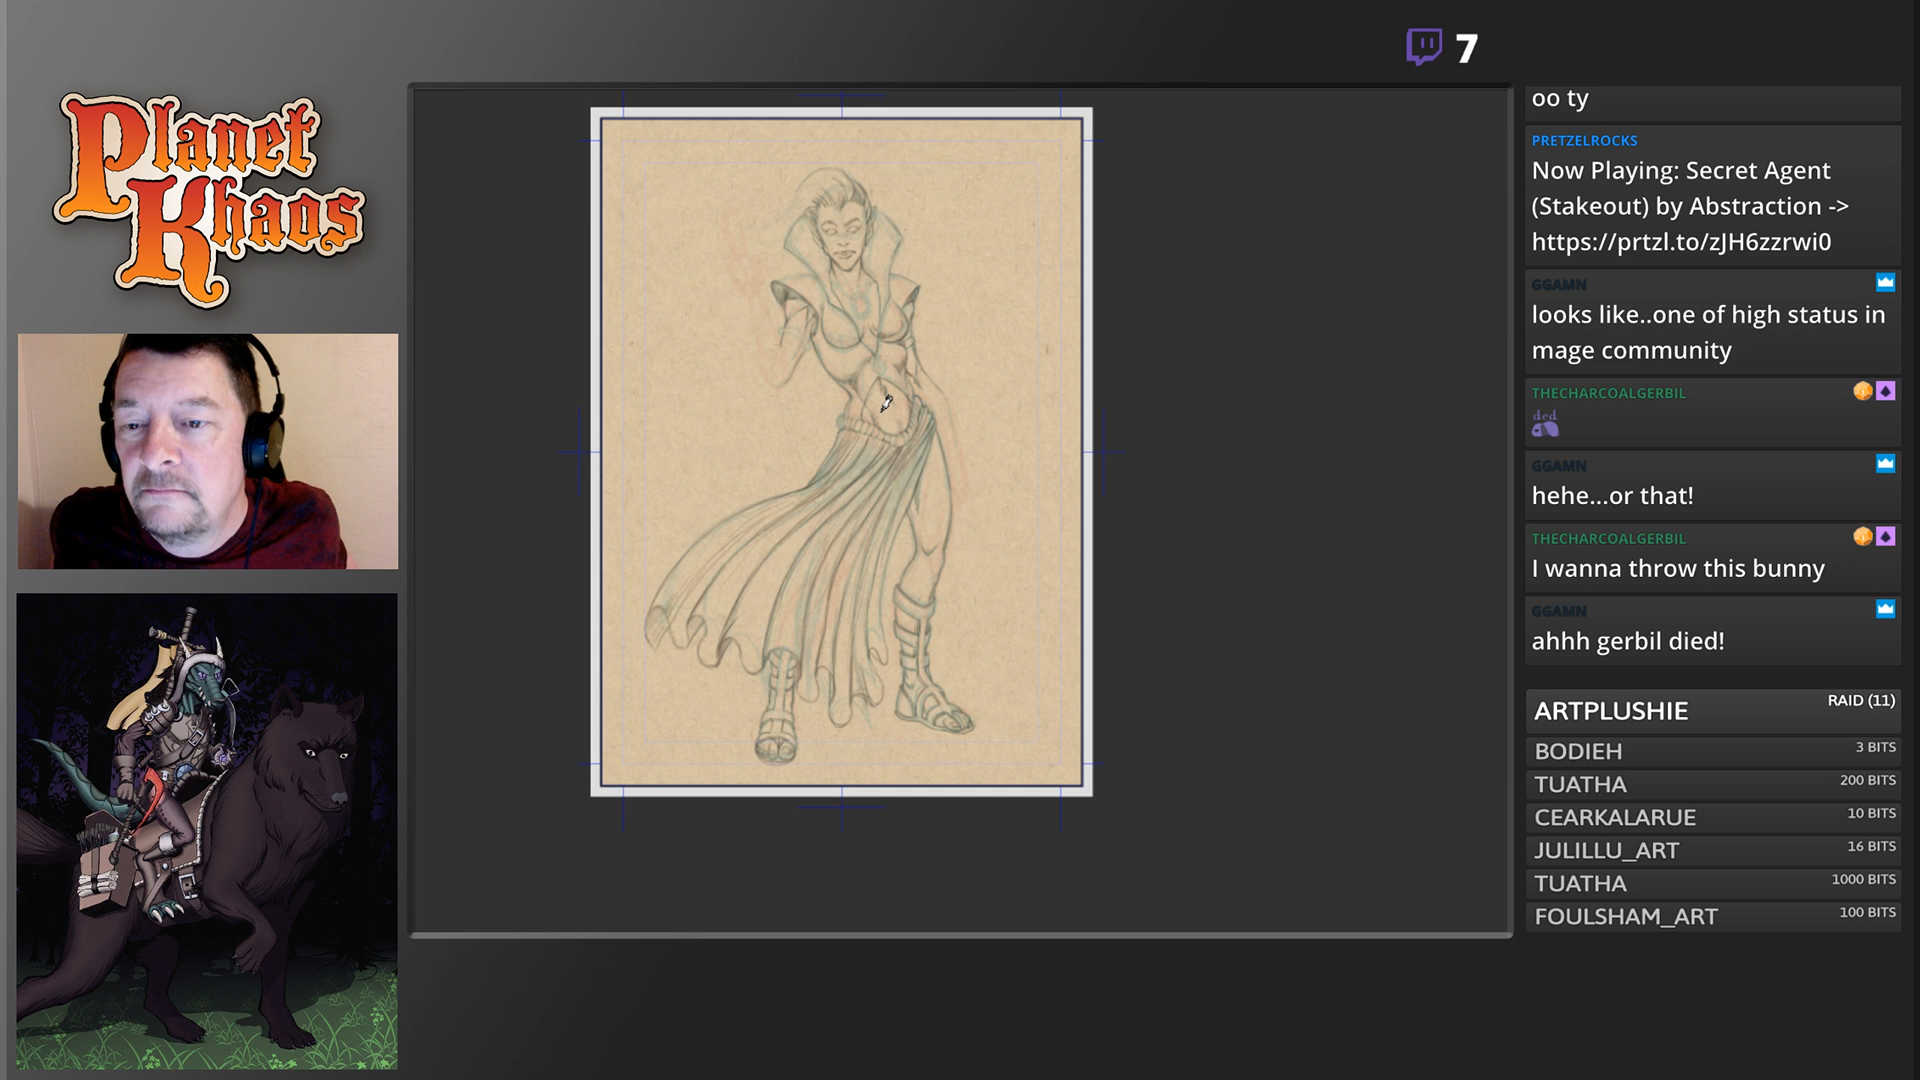 7
Planet
Khaos
oo ty
PRETZELROCKS
Now Playing: Secret Agent
(Stakeout) by Abstraction ->
https://prtzl.to/zJH6zzrwi0
GGAMN
looks like..one of high status in
mage community
THECHARCOALGERBIL
ded
GGAMN
hehe...or that!
THECHARCOALGERBIL
I wanna throw this bunny
GGAMN
ahhh gerbil died!
ARTPLUSHIE RAID (11)
BODIEH 3 BITS
TUATHA 200 BITS
CEARKALARUE 10 BITS
JULILLU_ART 16 BITS
TUATHA 1000 BITS
FOULSHAM_ART 100 BITS